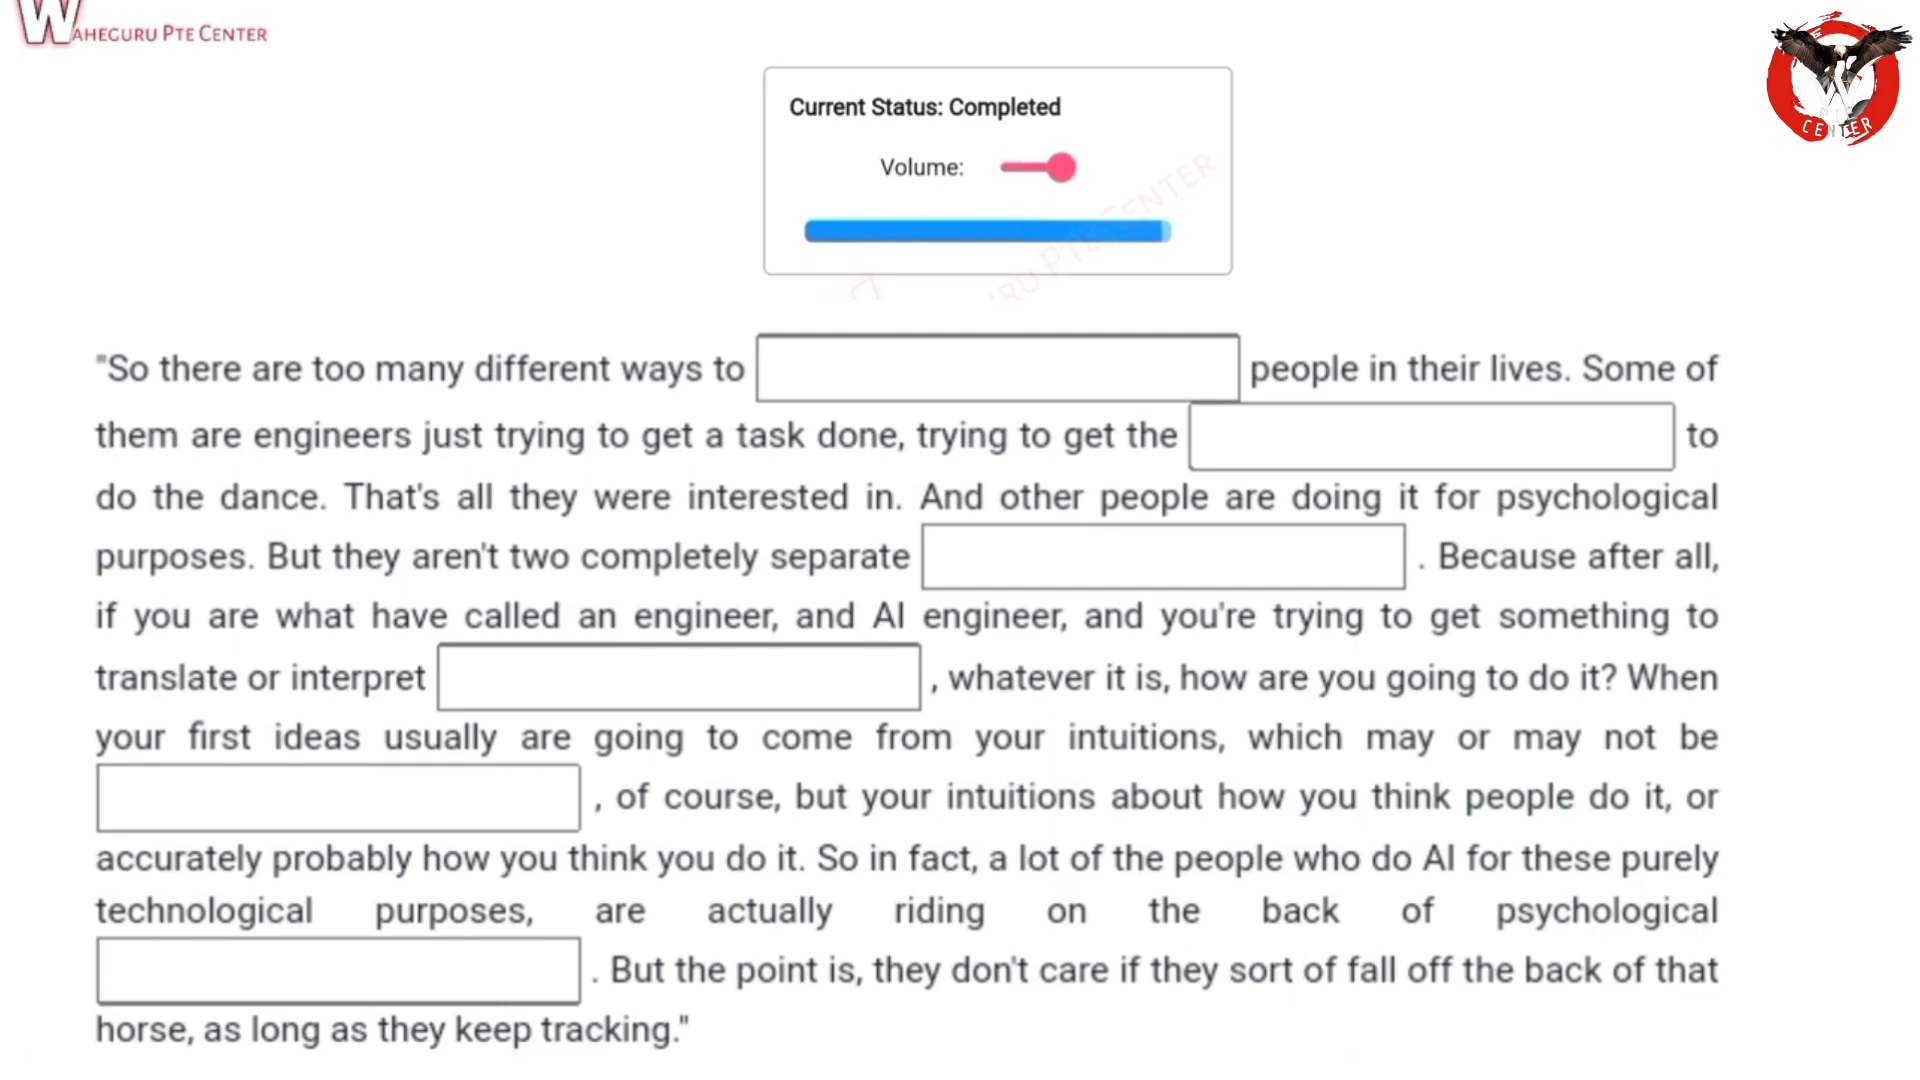 WAHEGURU PTE CENTER
PTE
CENTER
Current Status: Completed
Volume:
RU PTE CENTER
"So there are too many different ways to people in their lives. Some of
them are engineers just trying to get a task done, trying to get the to
do the dance. That's all they were interested in. And other people are doing it for psychological
purposes. But they aren't two completely separate . Because after all,
if you are what have called an engineer, and AI engineer, and you're trying to get something to
translate or interpret , whatever it is, how are you going to do it? When
your first ideas usually are going to come from your intuitions, which may or may not be
, of course, but your intuitions about how you think people do it, or
accurately probably how you think you do it. So in fact, a lot of the people who do AI for these purely
technological purposes, are actually riding on the back of psychological
. But the point is, they don't care if they sort of fall off the back of that
horse, as long as they keep tracking."